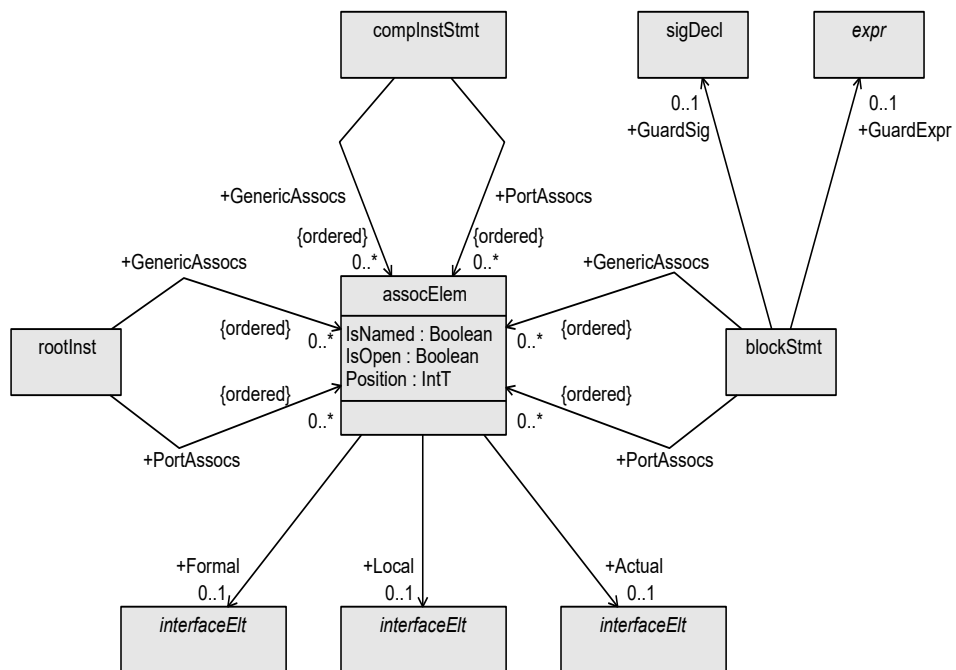 compInstStmt
sigDecl
expr
0..1
+GuardSig
0..1
+GuardExpr
+GenericAssocs
{ordered}
0..*
+PortAssocs
{ordered}
0..*
+GenericAssocs
{ordered}
0..*
+GenericAssocs
{ordered}
0..*
assocElem
IsNamed : Boolean
IsOpen : Boolean
Position : IntT
rootInst
blockStmt
{ordered}
0..*
+PortAssocs
{ordered}
0..*
+PortAssocs
+Formal
0..1
+Local
0..1
+Actual
0..1
interfaceElt
interfaceElt
interfaceElt